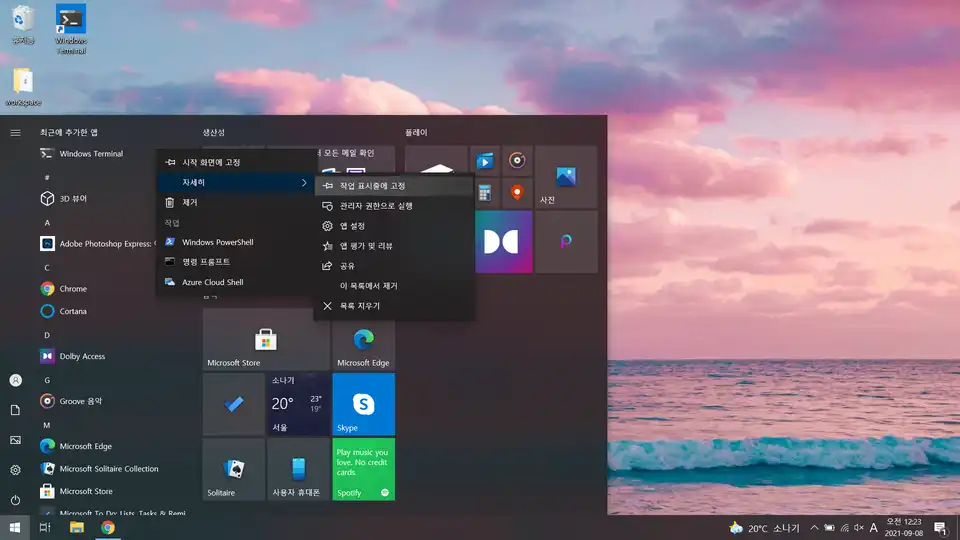 휴지통
Windows
Terminal
workspace
최근에 추가한 앱
Windows Terminal
#
3D 뷰어
A
Adobe Photoshop Express:
C
Chrome
Cortana
D
Dolby Access
G
Groove 음악
M
Microsoft Edge
Microsoft Solitaire Collection
Microsoft Store
Microsoft To Do: Lists, Tasks & Remi
생산성
모든 메일 확인
플레이
시작 화면에 고정
자세히
제거
작업
Windows PowerShell
명령 프롬프트
Azure Cloud Shell
작업 표시줄에 고정
관리자 권한으로 실행
앱 설정
앱 평가 및 리뷰
공유
이 목록에서 제거
목록 지우기
사진
Microsoft Store
Microsoft Edge
소나기
20°
23°
19°
서울
Skype
Solitaire
사용자 휴대폰
Play music you
love. No credit
cards.
Spotify
20°C 소나기
A
오전 12:23
2021-09-08
1